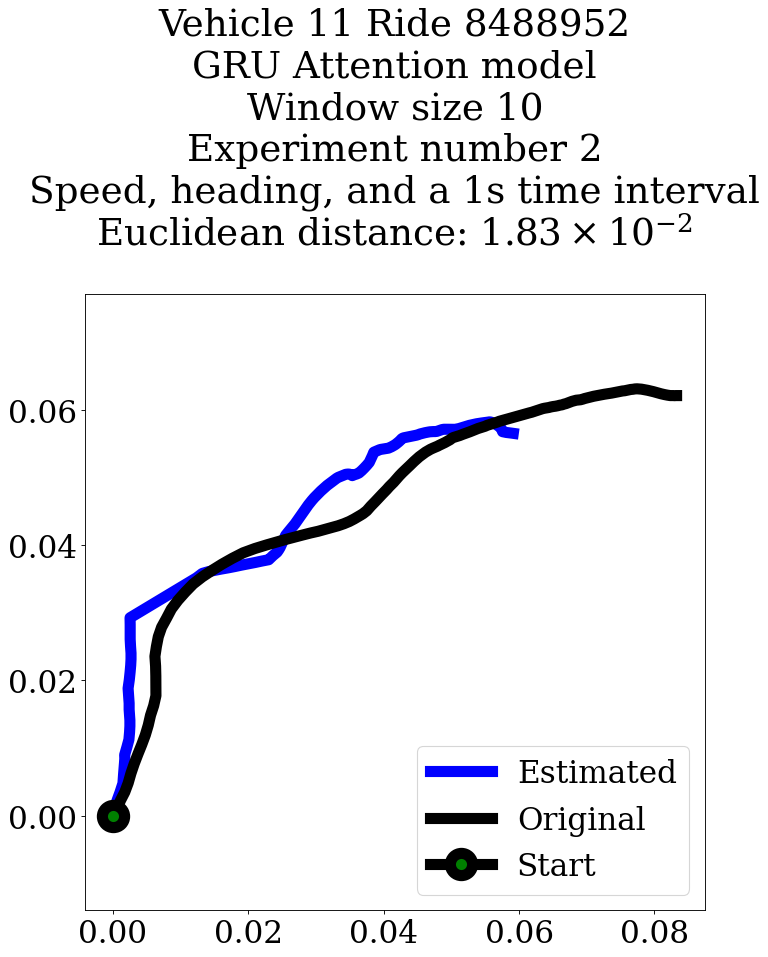 Vehicle 11 Ride 8488952
GRU Attention model
Window size 10
Experiment number 2
Speed, heading, and a 1s time interval
Euclidean distance: 1.83 × 10⁻²
0.06
0.04
0.02
0.00
Estimated
Original
Start
0.00 0.02 0.04 0.06 0.08